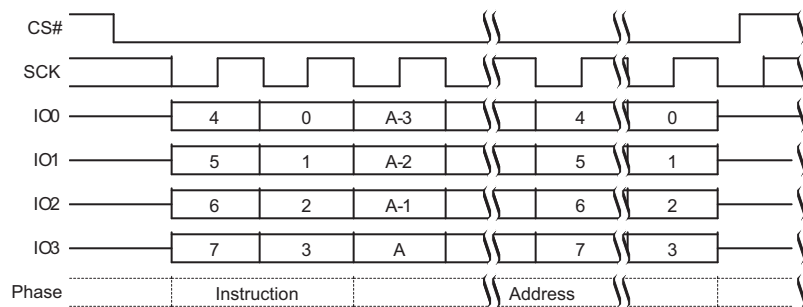 CS#
SCK
IO0 4 0 A-3 4 0
IO1 5 1 A-2 5 1
IO2 6 2 A-1 6 2
IO3 7 3 A 7 3
Phase Instruction Address